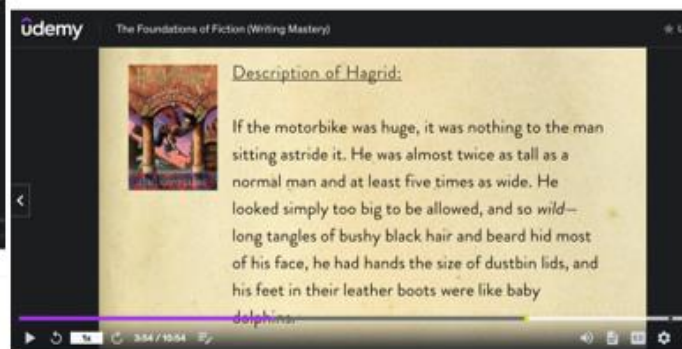 ûdemy
The Foundations of Fiction (Writing Mastery)
Description of Hagrid:
If the motorbike was huge, it was nothing to the man
sitting astride it. He was almost twice as tall as a
normal man and at least five times as wide. He
looked simply too big to be allowed, and so wild—
long tangles of bushy black hair and beard hid most
of his face, he had hands the size of dustbin lids, and
his feet in their leather boots were like baby
dolphins.
1x
3:54 / 10:54